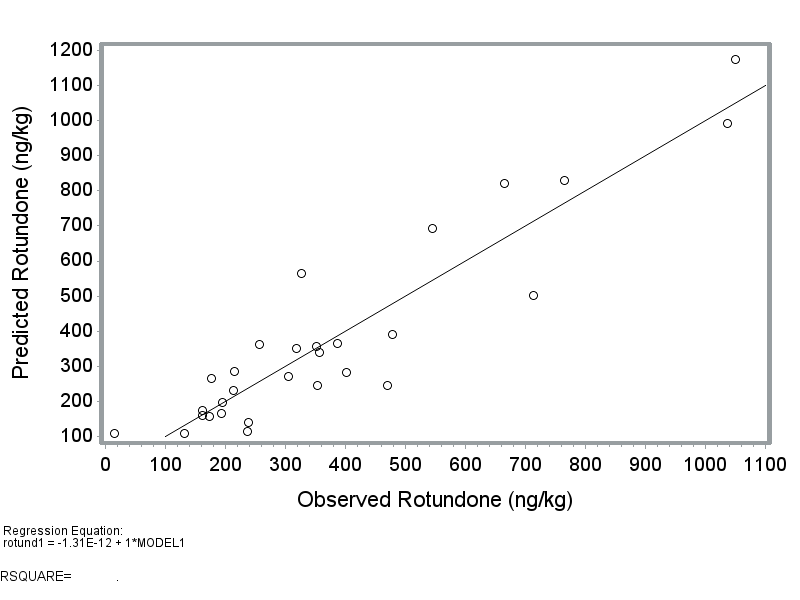 1200
1100
1000
900
800
700
600
500
400
300
200
100
Predicted Rotundone (ng/kg)
0 100 200 300 400 500 600 700 800 900 1000 1100
Observed Rotundone (ng/kg)
Regression Equation:
rotund1 = -1.31E-12 + 1*MODEL1
RSQUARE= .